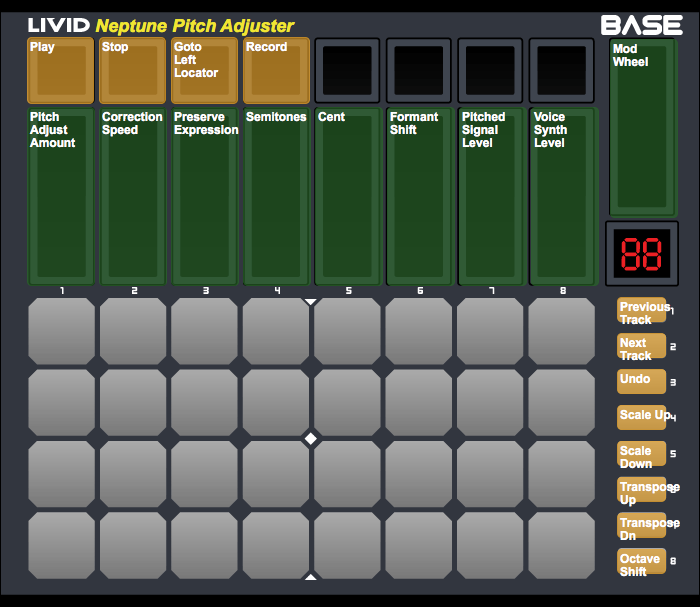 LIVID Neptune Pitch Adjuster BASE
Play Stop Goto Left Locator Record
Mod Wheel
Pitch Adjust Amount
Correction Speed
Preserve Expression
Semitones
Cent
Formant Shift
Pitched Signal Level
Voice Synth Level
88
1 2 3 4 5 6 7 8
Previous Track 1
Next Track 2
Undo 3
Scale Up 4
Scale Down 5
Transpose Up
Transpose Dn
Octave Shift 8